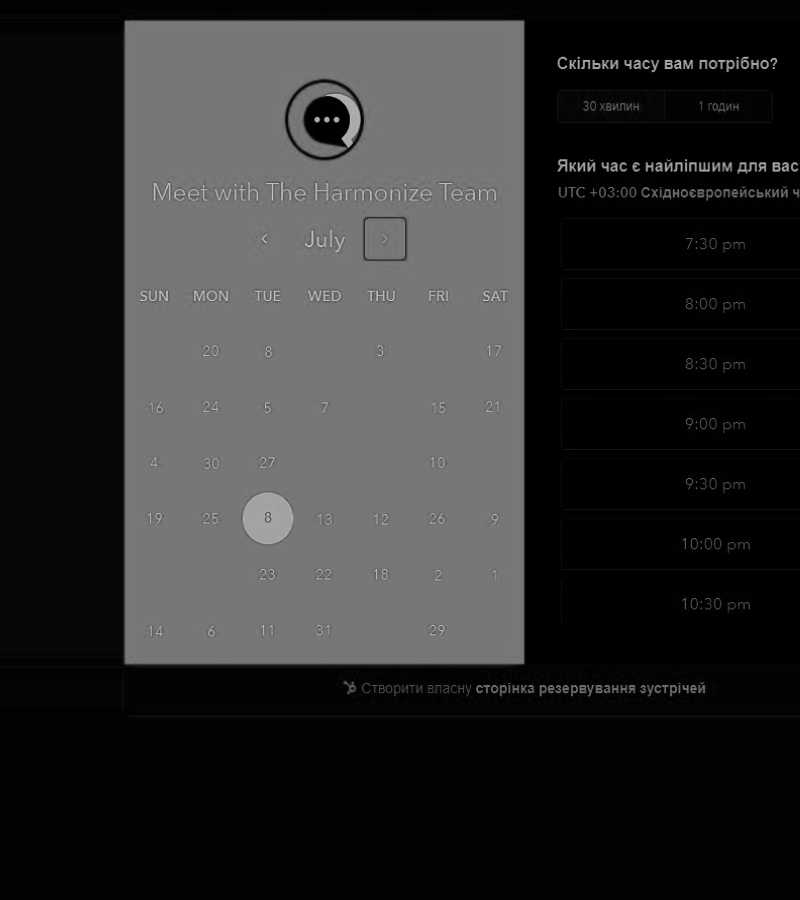 Meet with The Harmonize Team
July
SUN MON TUE WED THU FRI SAT
20 8 3 17
16 24 5 7 15 21
4 30 27 10
19 25 8 13 12 26 9
23 22 18 2 1
14 6 11 31 29
Скільки часу вам потрібно?
30 хвилин 1 годин
Який час є найліпшим для вас
UTC +03:00 Східноєвропейський ч
7:30 pm
8:00 pm
8:30 pm
9:00 pm
9:30 pm
10:00 pm
10:30 pm
Створити власну сторінка резервування зустрічей